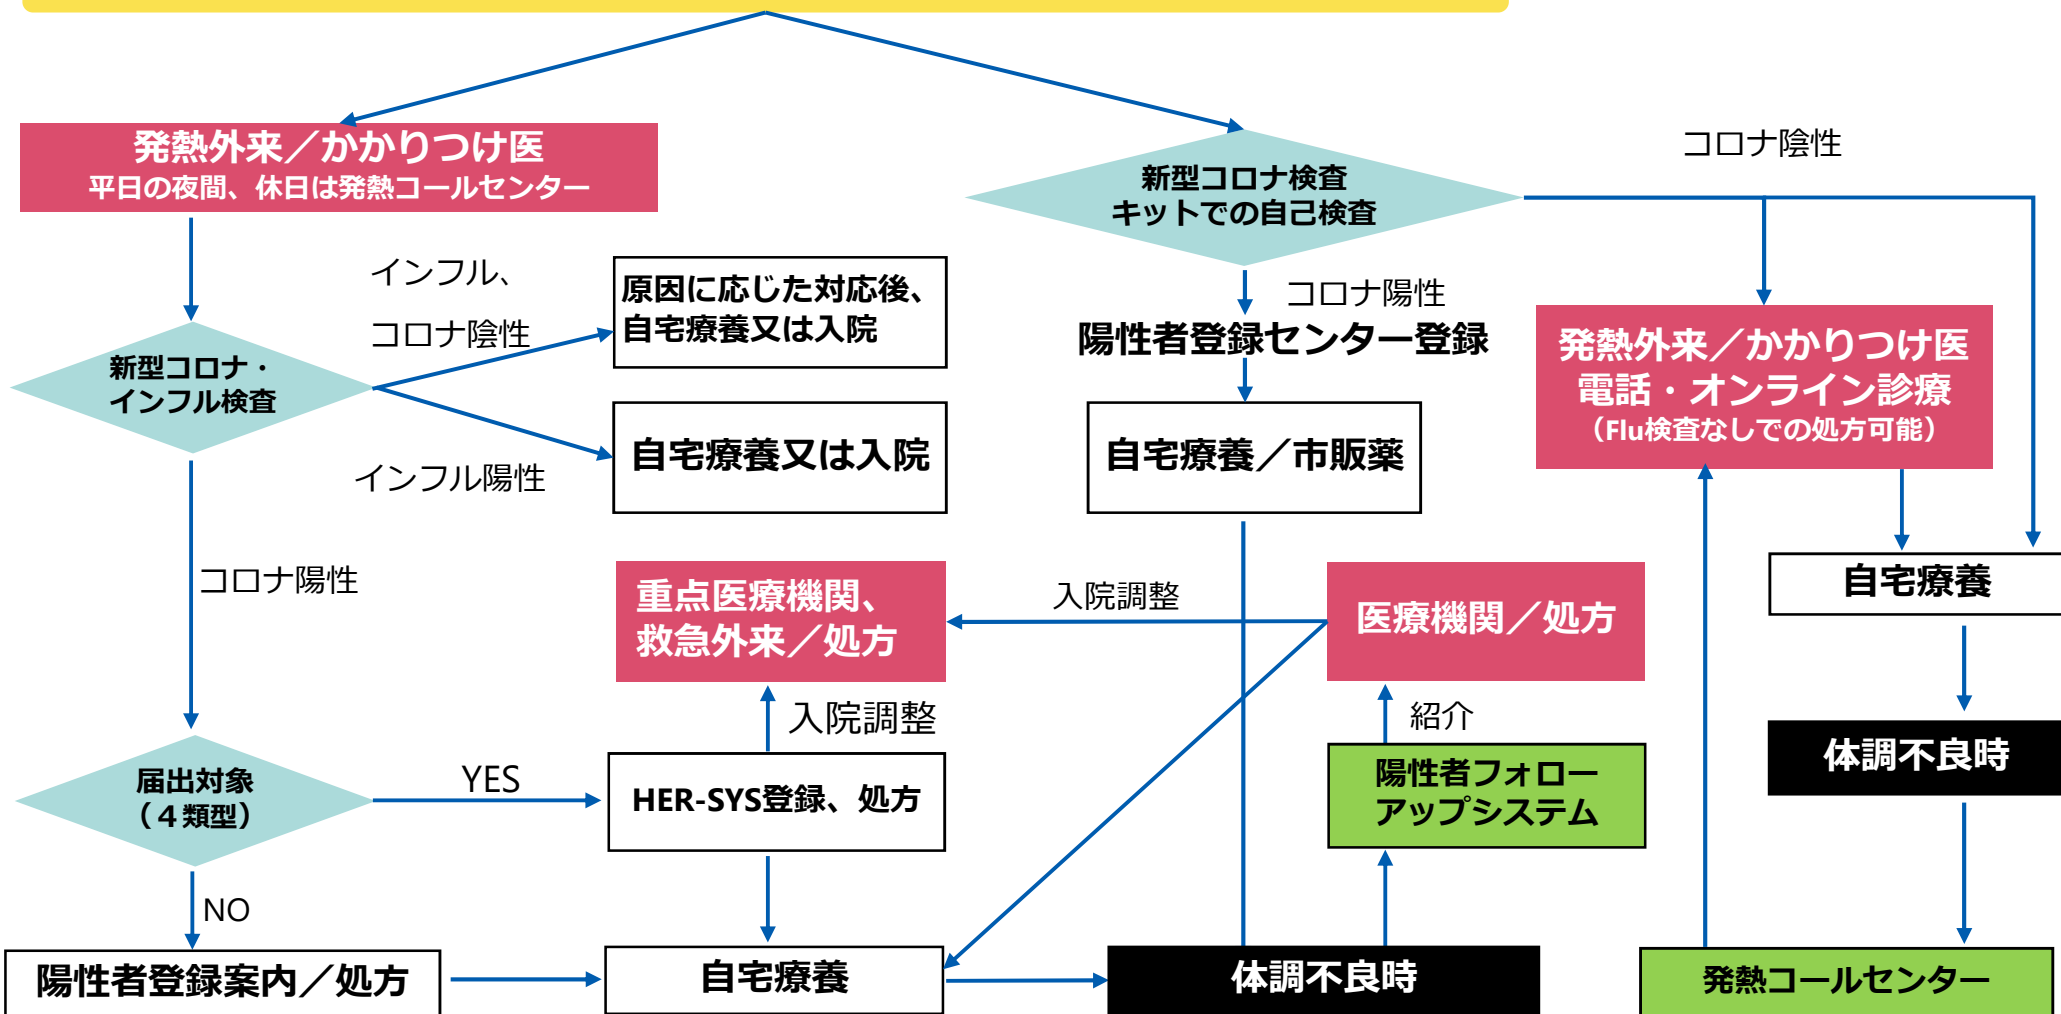 発熱外来／かかりつけ医
平日の夜間、休日は発熱コールセンター
新型コロナ検査
キットでの自己検査
コロナ陰性
インフル、
コロナ陰性
原因に応じた対応後、
自宅療養又は入院
コロナ陽性
陽性者登録センター登録
発熱外来／かかりつけ医
電話・オンライン診療
（Flu検査なしでの処方可能）
新型コロナ・
インフル検査
自宅療養又は入院
インフル陽性
自宅療養／市販薬
コロナ陽性
重点医療機関、
救急外来／処方
入院調整
医療機関／処方
自宅療養
入院調整
紹介
届出対象
（４類型）
YES
HER-SYS登録、処方
陽性者フォロー
アップシステム
体調不良時
NO
陽性者登録案内／処方
自宅療養
体調不良時
発熱コールセンター